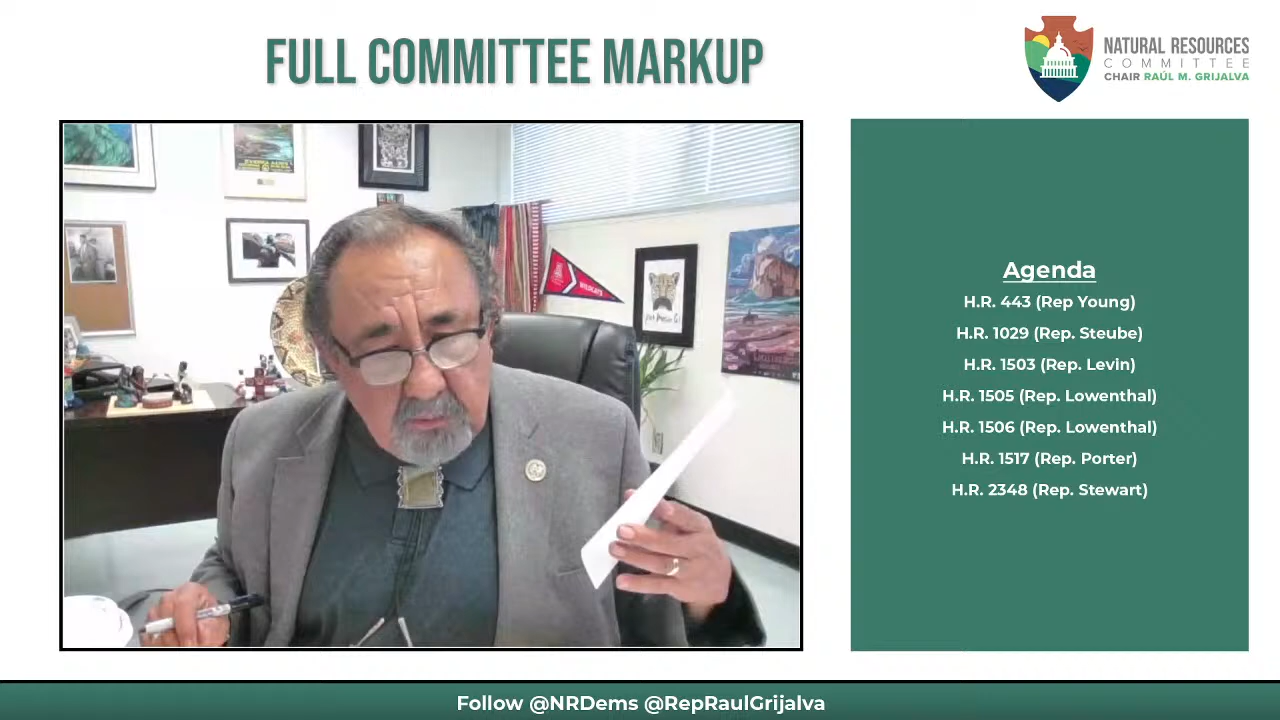 FULL COMMITTEE MARKUP
NATURAL RESOURCES
COMMITTEE
CHAIR RAÚL M. GRIJALVA
WILDCATS
Agenda
H.R. 443 (Rep Young)
H.R. 1029 (Rep. Steube)
H.R. 1503 (Rep. Levin)
H.R. 1505 (Rep. Lowenthal)
H.R. 1506 (Rep. Lowenthal)
H.R. 1517 (Rep. Porter)
H.R. 2348 (Rep. Stewart)
Follow @NRDems @RepRaulGrijalva